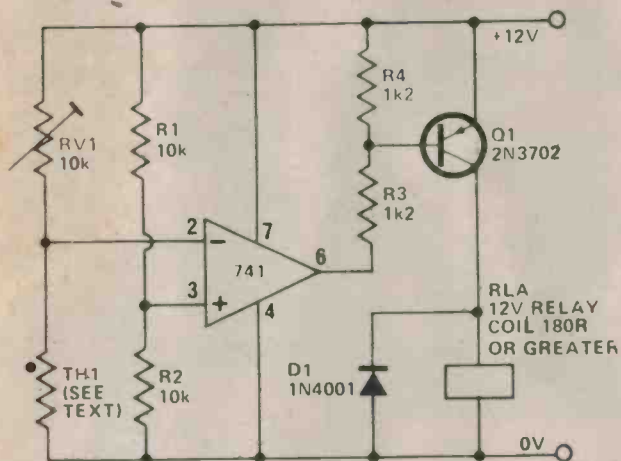 +12V
R4
1k2
Q1
2N3702
RV1
10k
R1
10k
R3
1k2
2
7
6
741
3
4
RLA
12V RELAY
COIL 180R
OR GREATER
TH1
(SEE
TEXT)
R2
10k
D1
1N4001
0V